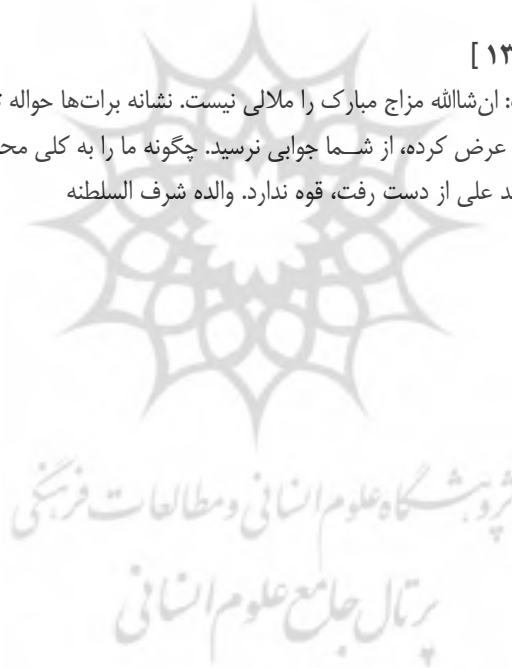 [ ۱۳
: ان‌شاالله مزاج مبارک را ملالی نیست. نشانه برات‌ها حواله
عرض کرده، از شما جوابی نرسید. چگونه ما را به کلی
علی از دست رفت، قوه ندارد. والده شرف السلطنه
پژوهشگاه علوم انسانی و مطالعات فرهنگی
پرتال جامع علوم انسانی